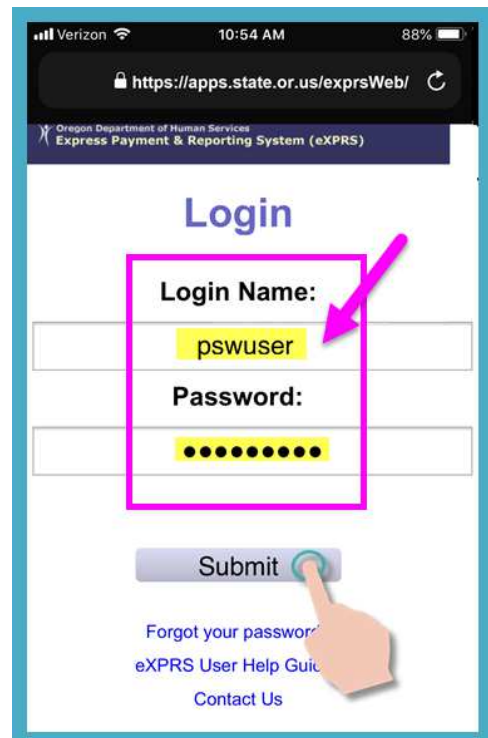 Verizon 10:54 AM 88%
https://apps.state.or.us/exprsWeb/
Oregon Department of Human Services
Express Payment & Reporting System (eXPRS)
Login
Login Name:
pswuser
Password:
●●●●●●●●●
Submit
Forgot your password
eXPRS User Help Guid
Contact Us